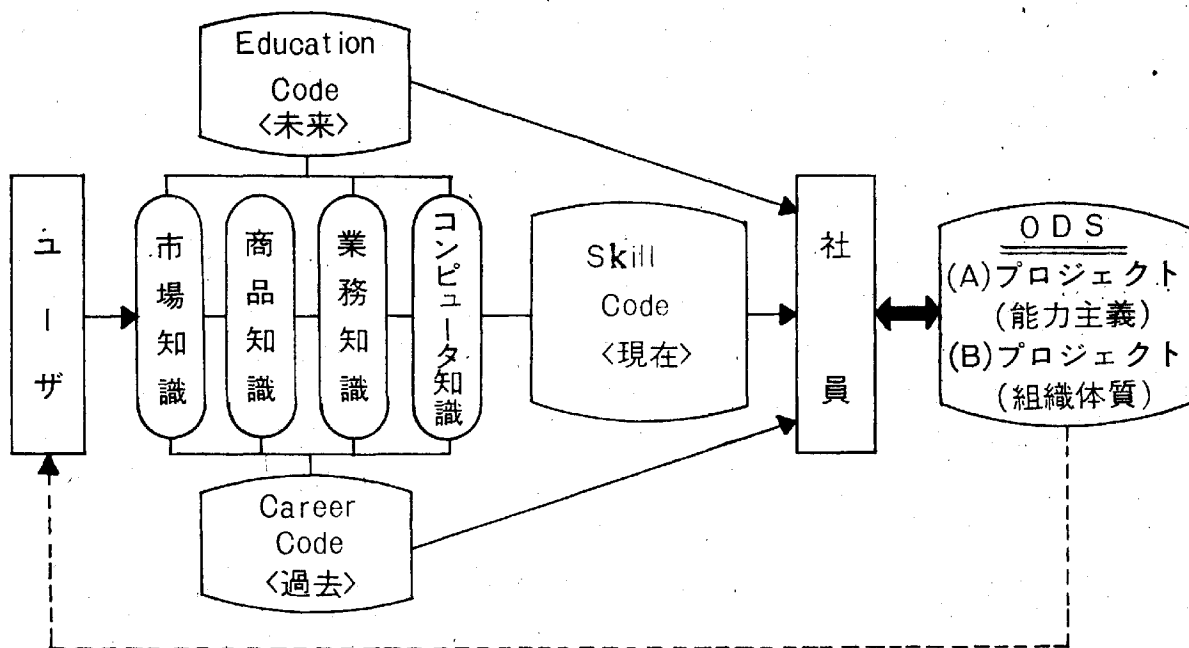 Education
Code
〈未来〉
ユーザ
市場知識
商品知識
業務知識
コンピュータ知識
Skill
Code
〈現在〉
社員
ODS
(A)プロジェクト
(能力主義)
(B)プロジェクト
(組織体質)
Career
Code
〈過去〉